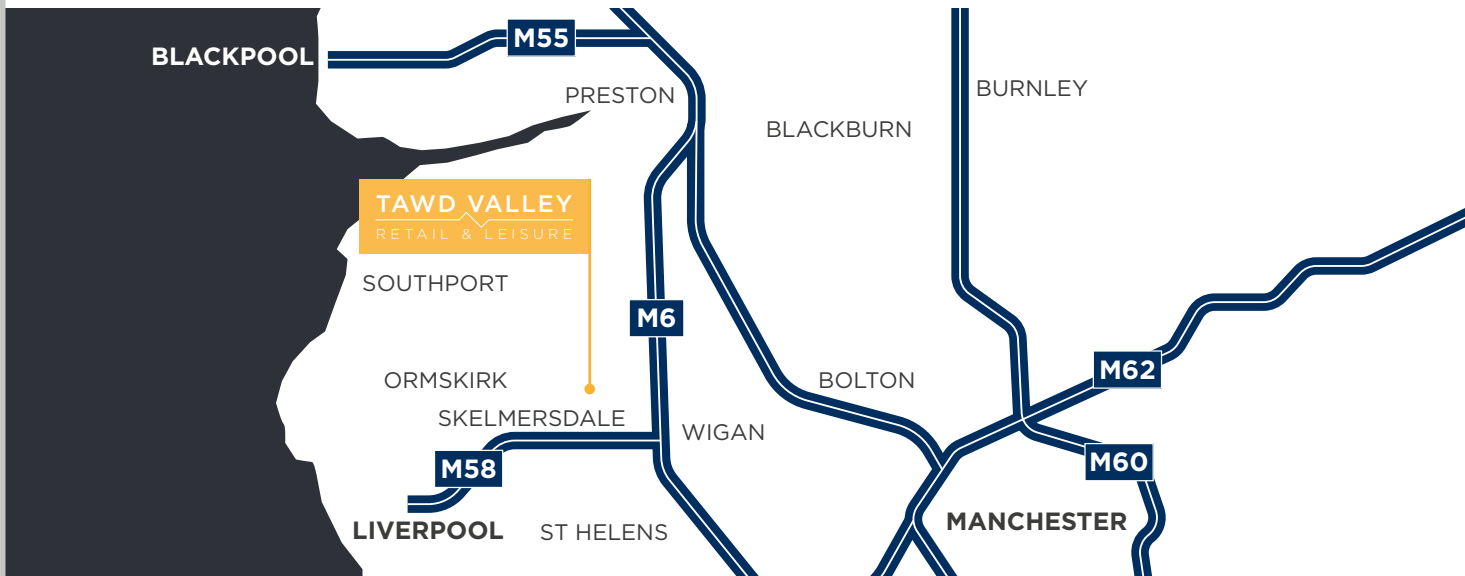 M55
BLACKPOOL
PRESTON
BURNLEY
BLACKBURN
TAWD VALLEY
RETAIL & LEISURE
SOUTHPORT
M6
ORMSKIRK
BOLTON
M62
SKELMERSDALE
WIGAN
M58
M60
LIVERPOOL
ST HELENS
MANCHESTER